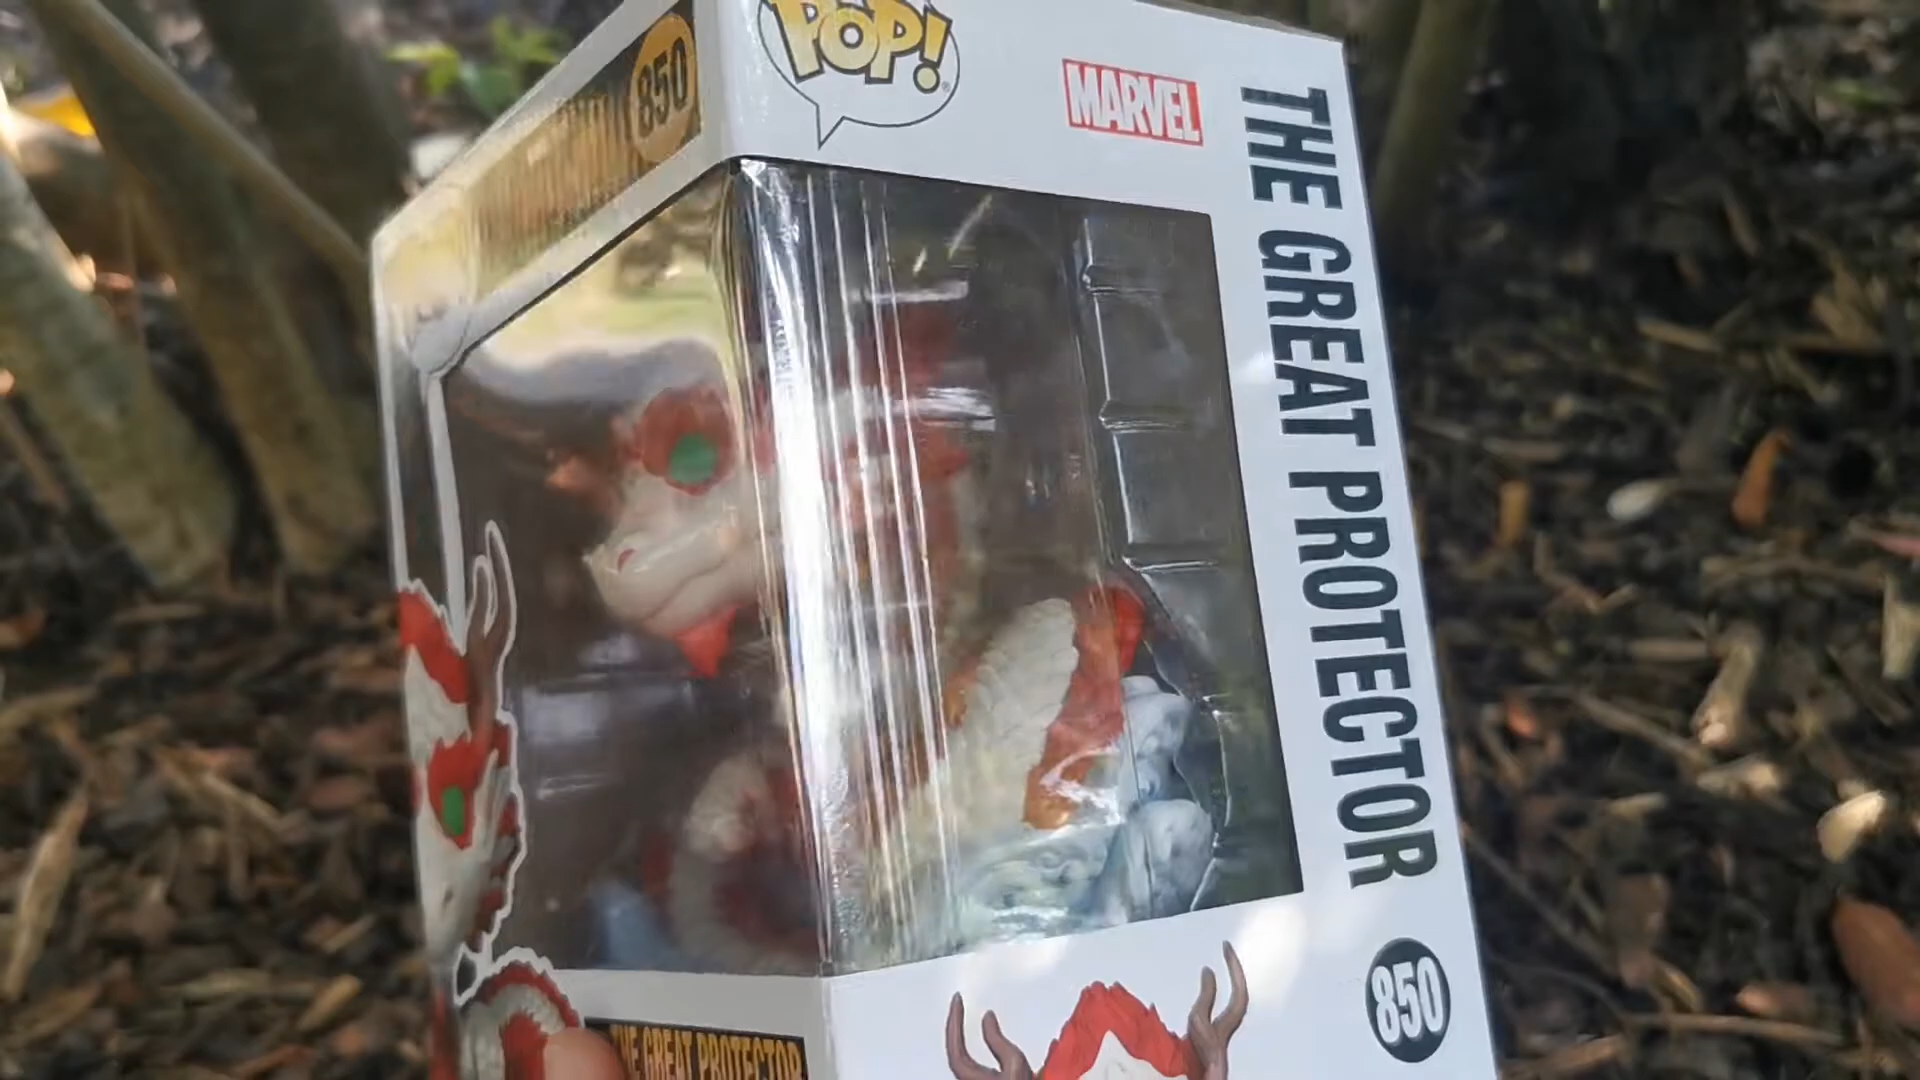 850
POP!
MARVEL
THE GREAT PROTECTOR
850
THE GREAT PROTECTOR